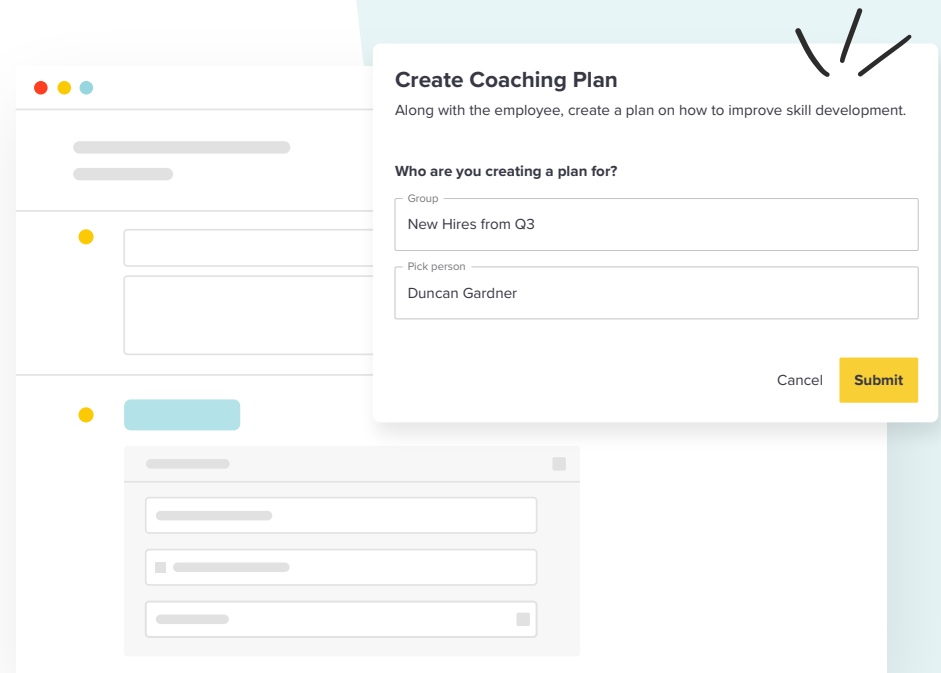 Create Coaching Plan
Along with the employee, create a plan on how to improve skill development.
Who are you creating a plan for?
Group
New Hires from Q3
Pick person
Duncan Gardner
Cancel
Submit